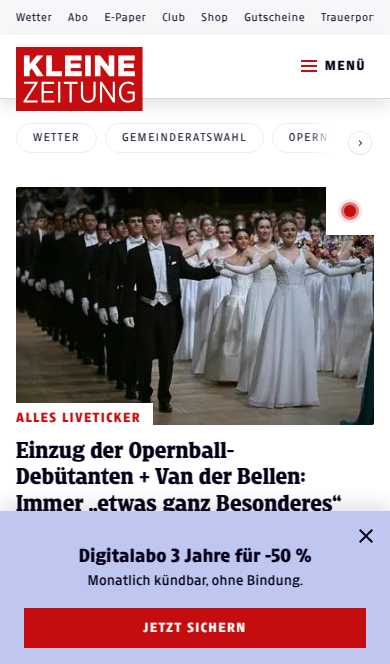 Wetter Abo E-Paper Club Shop Gutscheine Trauerport
KLEINE
ZEITUNG
MENÜ
WETTER GEMEINDERATSWAHL OPERN
ALLES LIVETICKER
Einzug der Opernball-
Debütanten + Van der Bellen:
Immer „etwas ganz Besonderes“
Digitalabo 3 Jahre für -50 %
Monatlich kündbar, ohne Bindung.
JETZT SICHERN